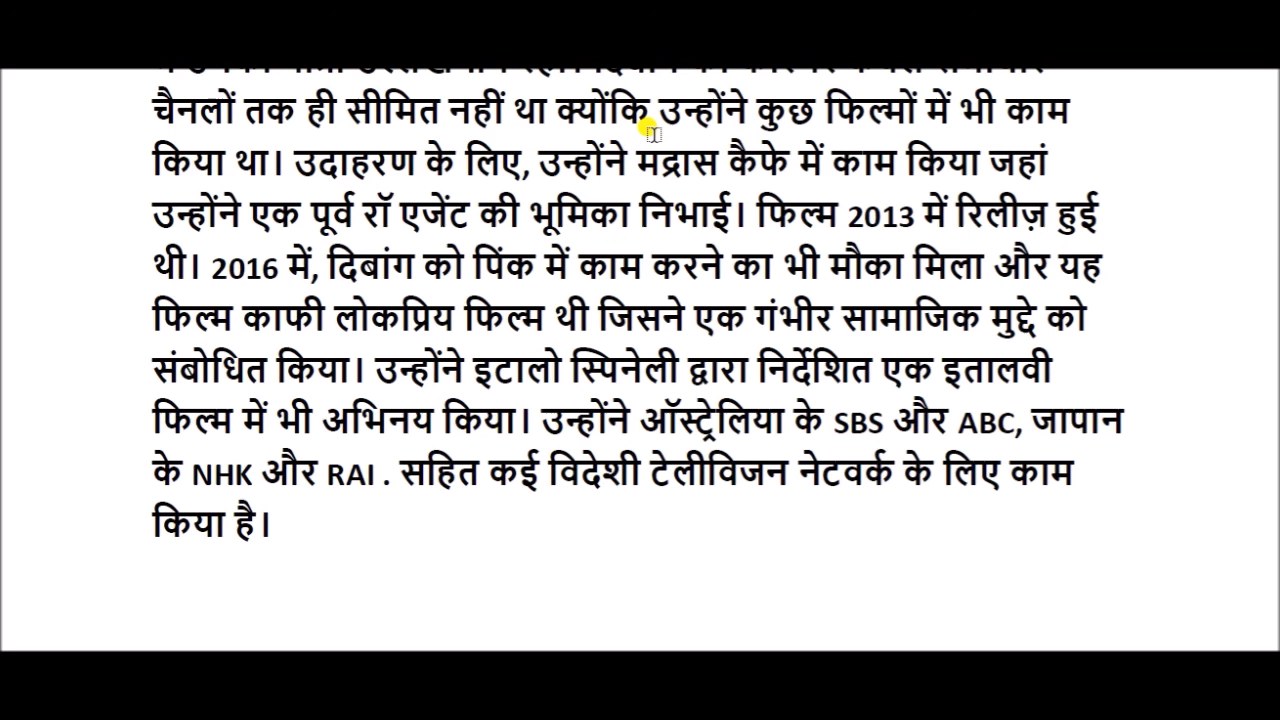 चैनलों तक ही सीमित नहीं था क्योंकि उन्होंने कुछ फिल्मों में भी काम
किया था। उदाहरण के लिए, उन्होंने मद्रास कैफे में काम किया जहां
उन्होंने एक पूर्व रॉ एजेंट की भूमिका निभाई। फिल्म 2013 में रिलीज़ हुई
थी। 2016 में, दिबांग को पिंक में काम करने का भी मौका मिला और यह
फिल्म काफी लोकप्रिय फिल्म थी जिसने एक गंभीर सामाजिक मुद्दे को
संबोधित किया। उन्होंने इटालो स्पिनेली द्वारा निर्देशित एक इतालवी
फिल्म में भी अभिनय किया। उन्होंने ऑस्ट्रेलिया के SBS और ABC, जापान
के NHK और RAI . सहित कई विदेशी टेलीविजन नेटवर्क के लिए काम
किया है।